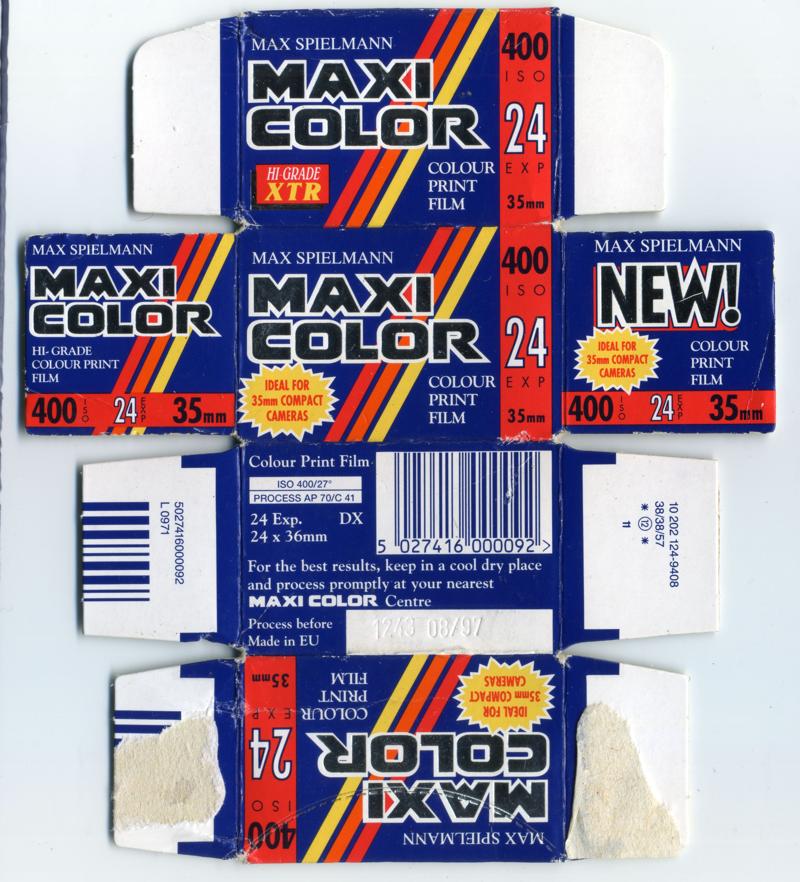 MAX SPIELMANN
MAXI
COLOR
HI-GRADE
XTR
COLOUR
PRINT
FILM
400
ISO
24
EXP
35mm
MAX SPIELMANN
MAXI
COLOR
HI-GRADE
COLOUR PRINT
FILM
400 ISO 24 EXP 35mm
MAX SPIELMANN
MAXI
COLOR
IDEAL FOR
35mm COMPACT
CAMERAS
COLOUR
PRINT
FILM
400
ISO
24
EXP
35mm
MAX SPIELMANN
NEW!
IDEAL FOR
35mm COMPACT
CAMERAS
COLOUR
PRINT
FILM
400 ISO 24 EXP 35mm
5027416000092
L 0971
Colour Print Film
ISO 400/27°
PROCESS AP 70/C 41
24 Exp. DX
24 x 36mm
5 027416 000092 >
For the best results, keep in a cool dry place
and process promptly at your nearest
MAXI COLOR Centre
Process before
Made in EU
1243 08/97
10 202 124-9408
38/38/57
* (12) *
11
MAX SPIELMANN
MAXI
COLOR
IDEAL FOR
35mm COMPACT
CAMERAS
COLOUR
PRINT
FILM
400
ISO
24
EXP
35mm